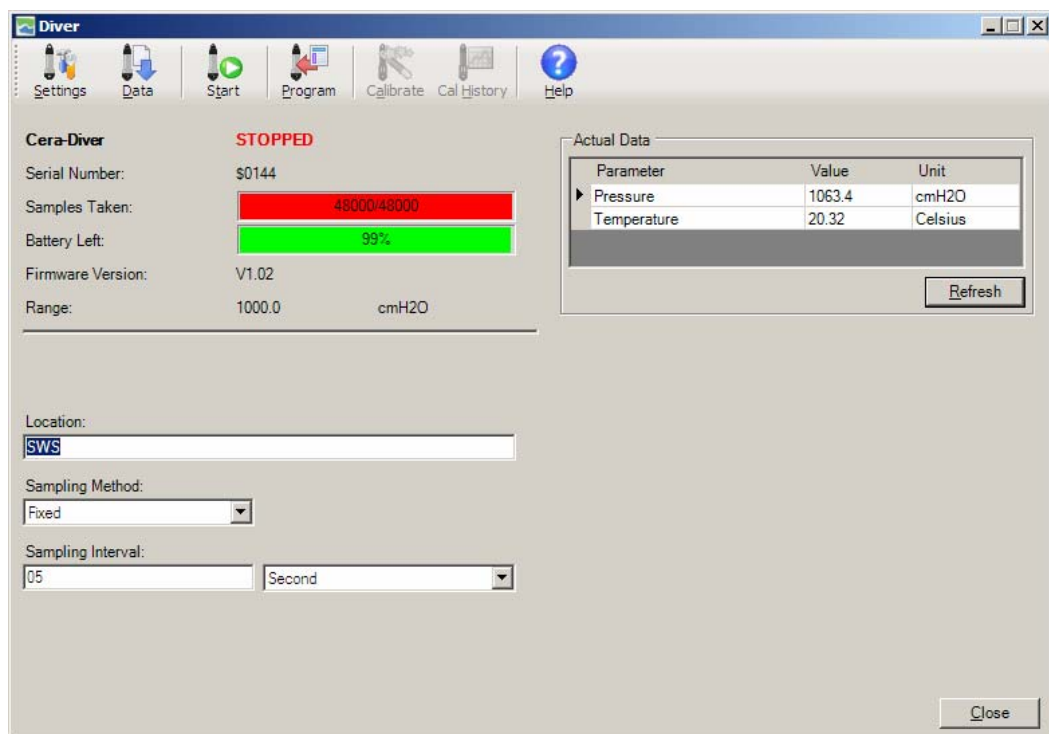 Diver
Settings Data Start Program Calibrate Cal History Help
Cera-Diver STOPPED
Serial Number: $0144
Samples Taken: 48000/48000
Battery Left: 99%
Firmware Version: V1.02
Range: 1000.0 cmH2O
Actual Data
Parameter Value Unit
Pressure 1063.4 cmH2O
Temperature 20.32 Celsius
Refresh
Location:
SWS
Sampling Method:
Fixed
Sampling Interval:
05 Second
Close